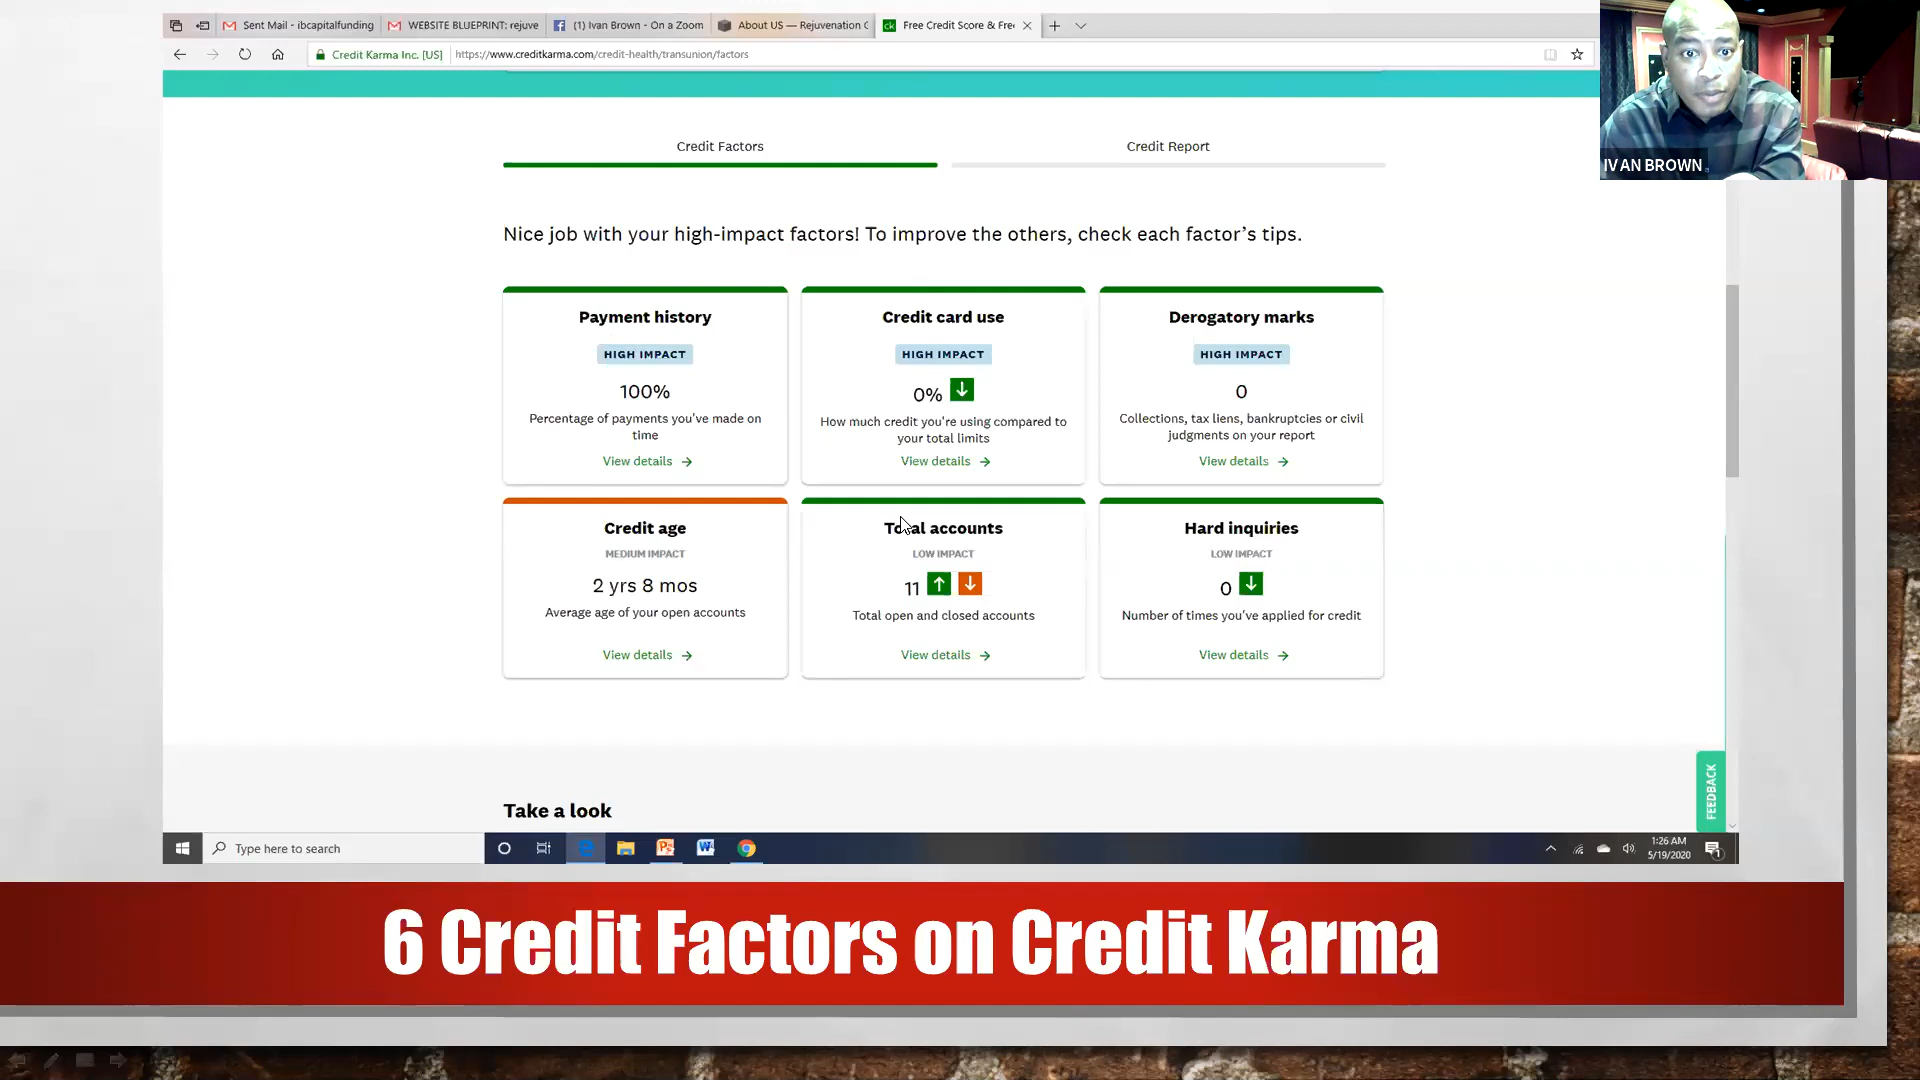 Sent Mail - ibcapitalfunding
WEBSITE BLUEPRINT; rejuve
(1) Ivan Brown - On a Zoom
About US — Rejuvenation C
ck Free Credit Score & Fre
Credit Karma Inc. [US]
https://www.creditkarma.com/credit-health/transunion/factors
IVAN BROWN
Credit Factors
Credit Report
Nice job with your high-impact factors! To improve the others, check each factor's tips.
Payment history
HIGH IMPACT
100%
Percentage of payments you've made on
time
View details
Credit card use
HIGH IMPACT
0%
How much credit you're using compared to
your total limits
View details
Derogatory marks
HIGH IMPACT
0
Collections, tax liens, bankruptcies or civil
judgments on your report
View details
Credit age
MEDIUM IMPACT
2 yrs 8 mos
Average age of your open accounts
View details
Total accounts
LOW IMPACT
11
Total open and closed accounts
View details
Hard inquiries
LOW IMPACT
0
Number of times you've applied for credit
View details
Take a look
FEEDBACK
Type here to search
1:26 AM
5/19/2020
6 Credit Factors on Credit Karma